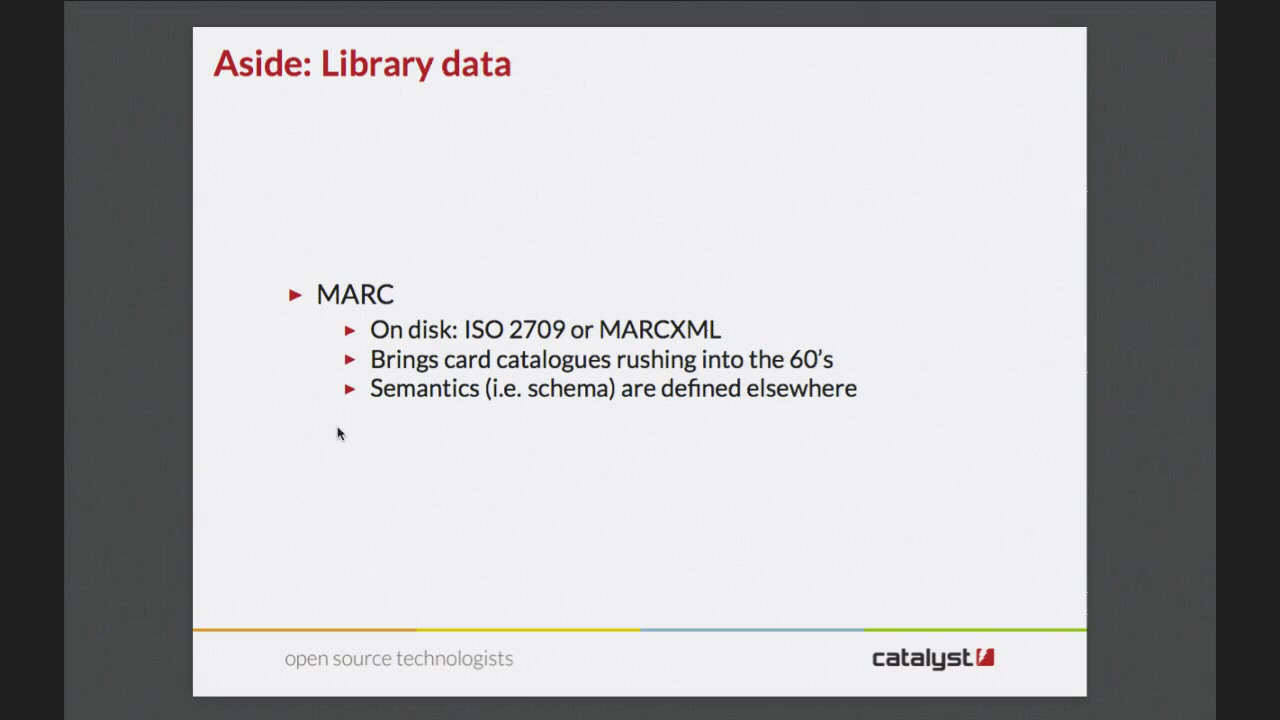 Aside: Library data
MARC
On disk: ISO 2709 or MARCXML
Brings card catalogues rushing into the 60's
Semantics (i.e. schema) are defined elsewhere
open source technologists
catalyst